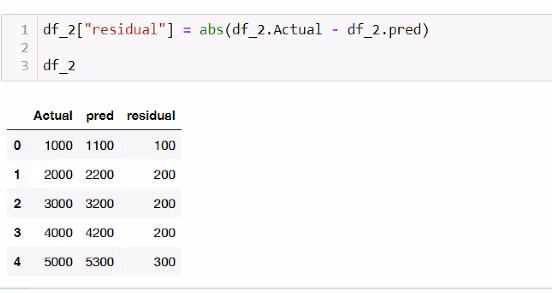 1 df_2["residual"] = abs(df_2.Actual - df_2.pred)
2
3 df_2
Actual pred residual
0 1000 1100 100
1 2000 2200 200
2 3000 3200 200
3 4000 4200 200
4 5000 5300 300